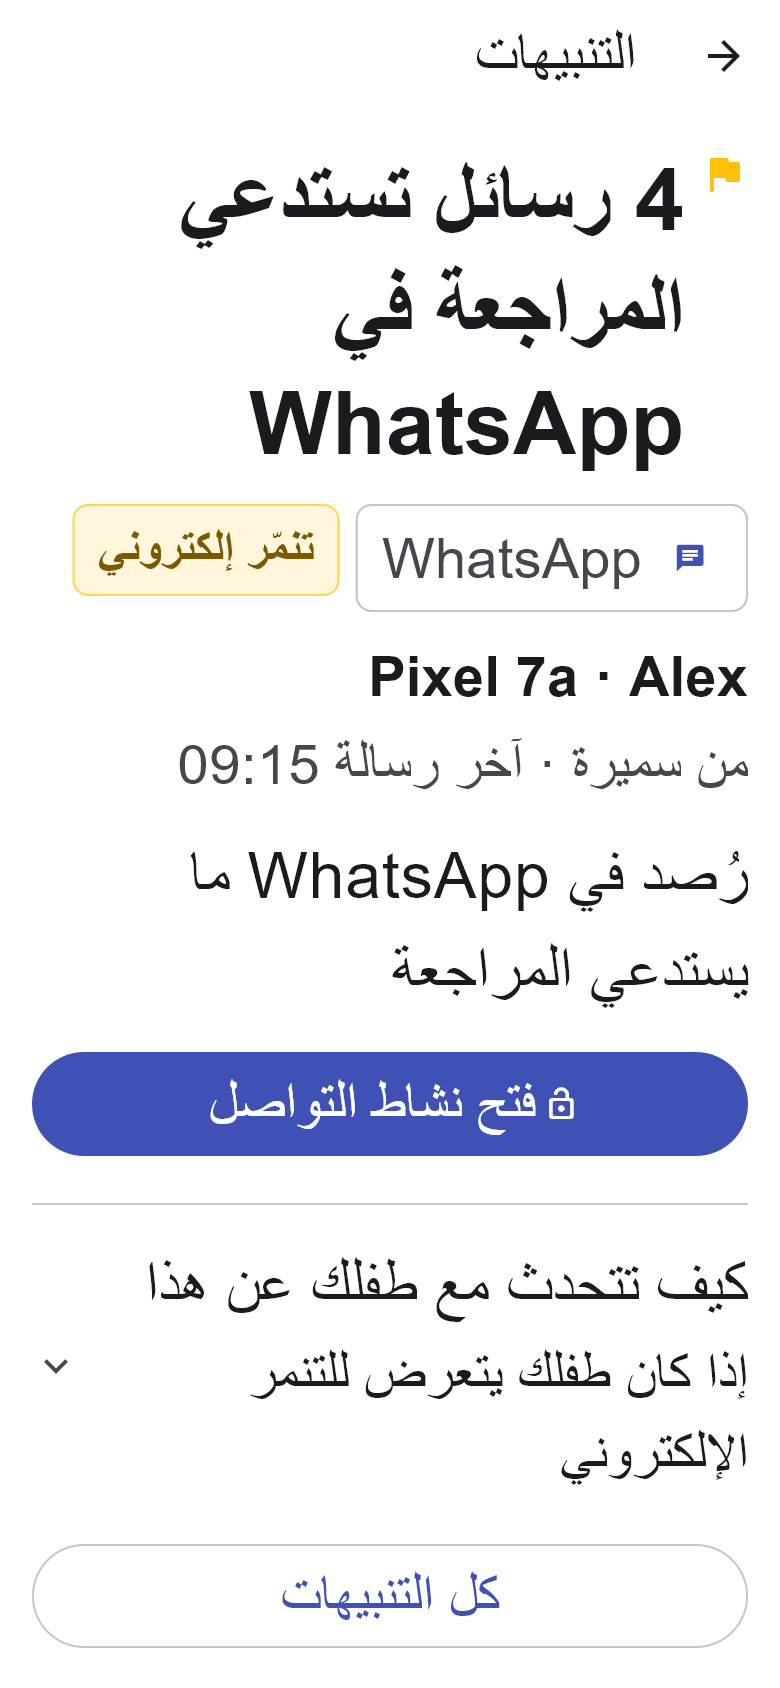 التنبيهات
4 رسائل تستدعي
المراجعة في
WhatsApp
WhatsApp
تنمّر إلكتروني
Pixel 7a · Alex
من سميرة · آخر رسالة 09:15
رُصد في WhatsApp ما
يستدعي المراجعة
فتح نشاط التواصل
كيف تتحدث مع طفلك عن هذا
إذا كان طفلك يتعرض للتنمر
الإلكتروني
كل التنبيهات